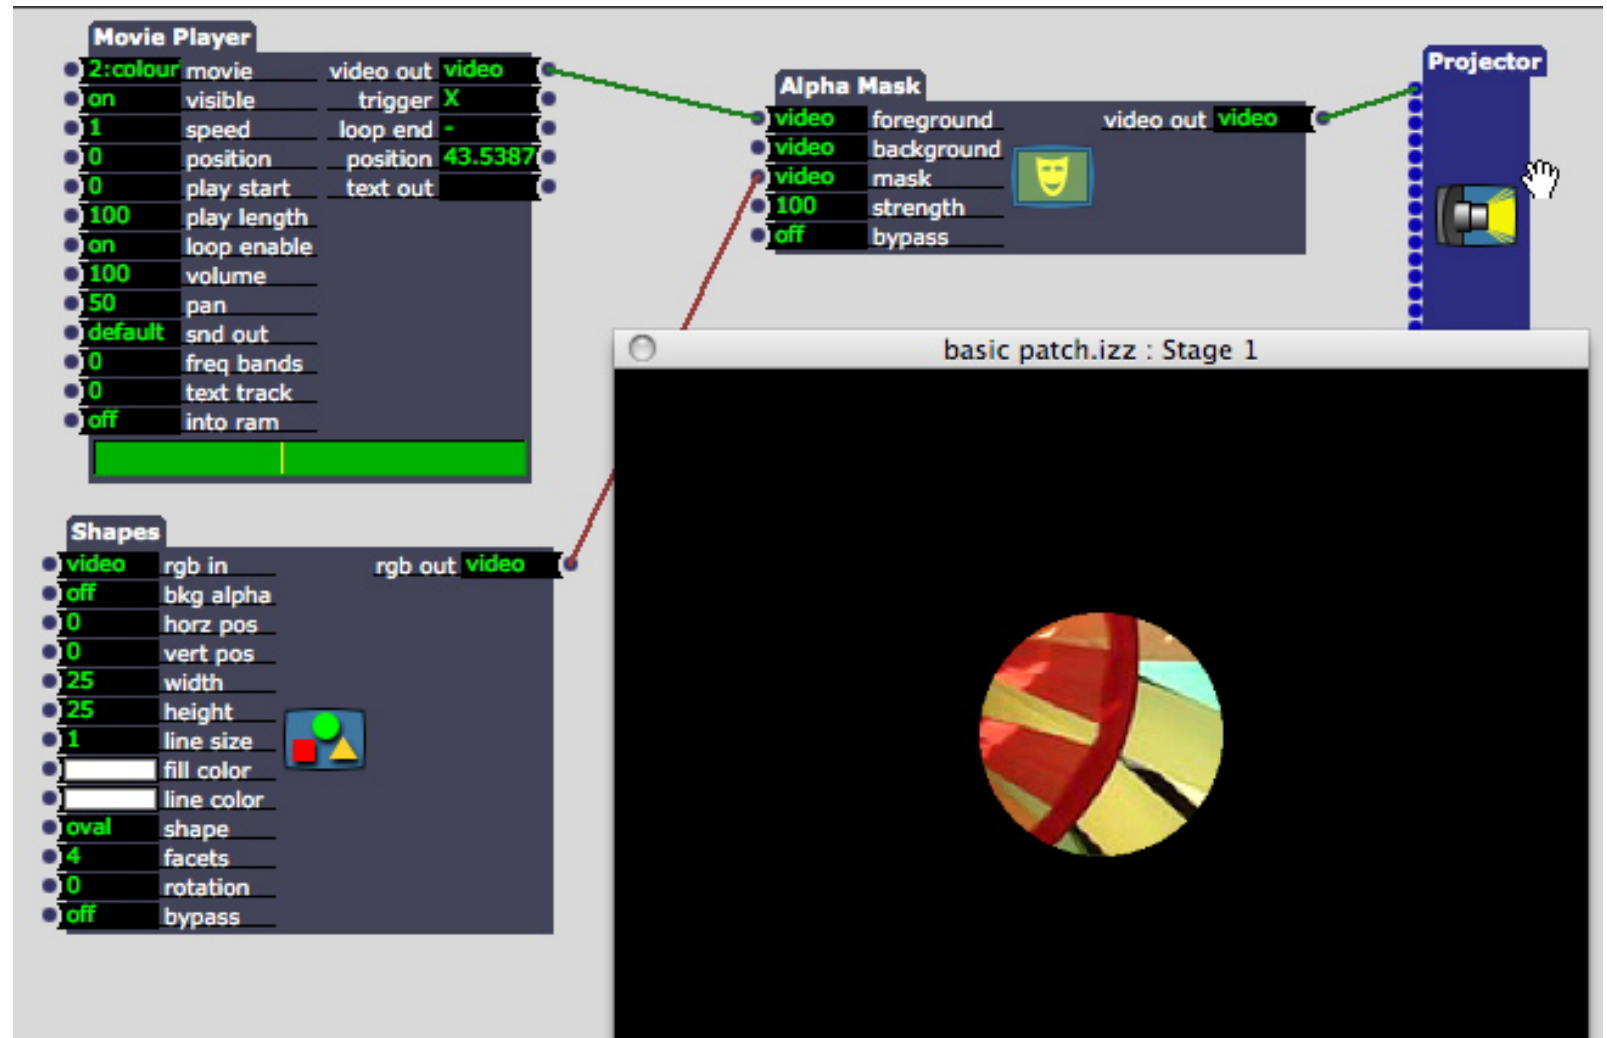 Movie Player
2:colour movie video out video
on visible trigger X
1 speed loop end -
0 position position 43.5387
0 play start text out
100 play length
on loop enable
100 volume
50 pan
default snd out
0 freq bands
0 text track
off into ram
Alpha Mask
video foreground video out video
video background
video mask
100 strength
off bypass
Projector
basic patch.izz : Stage 1
Shapes
video rgb in rgb out video
off bkg alpha
0 horz pos
0 vert pos
25 width
25 height
1 line size
fill color
line color
oval shape
4 facets
0 rotation
off bypass